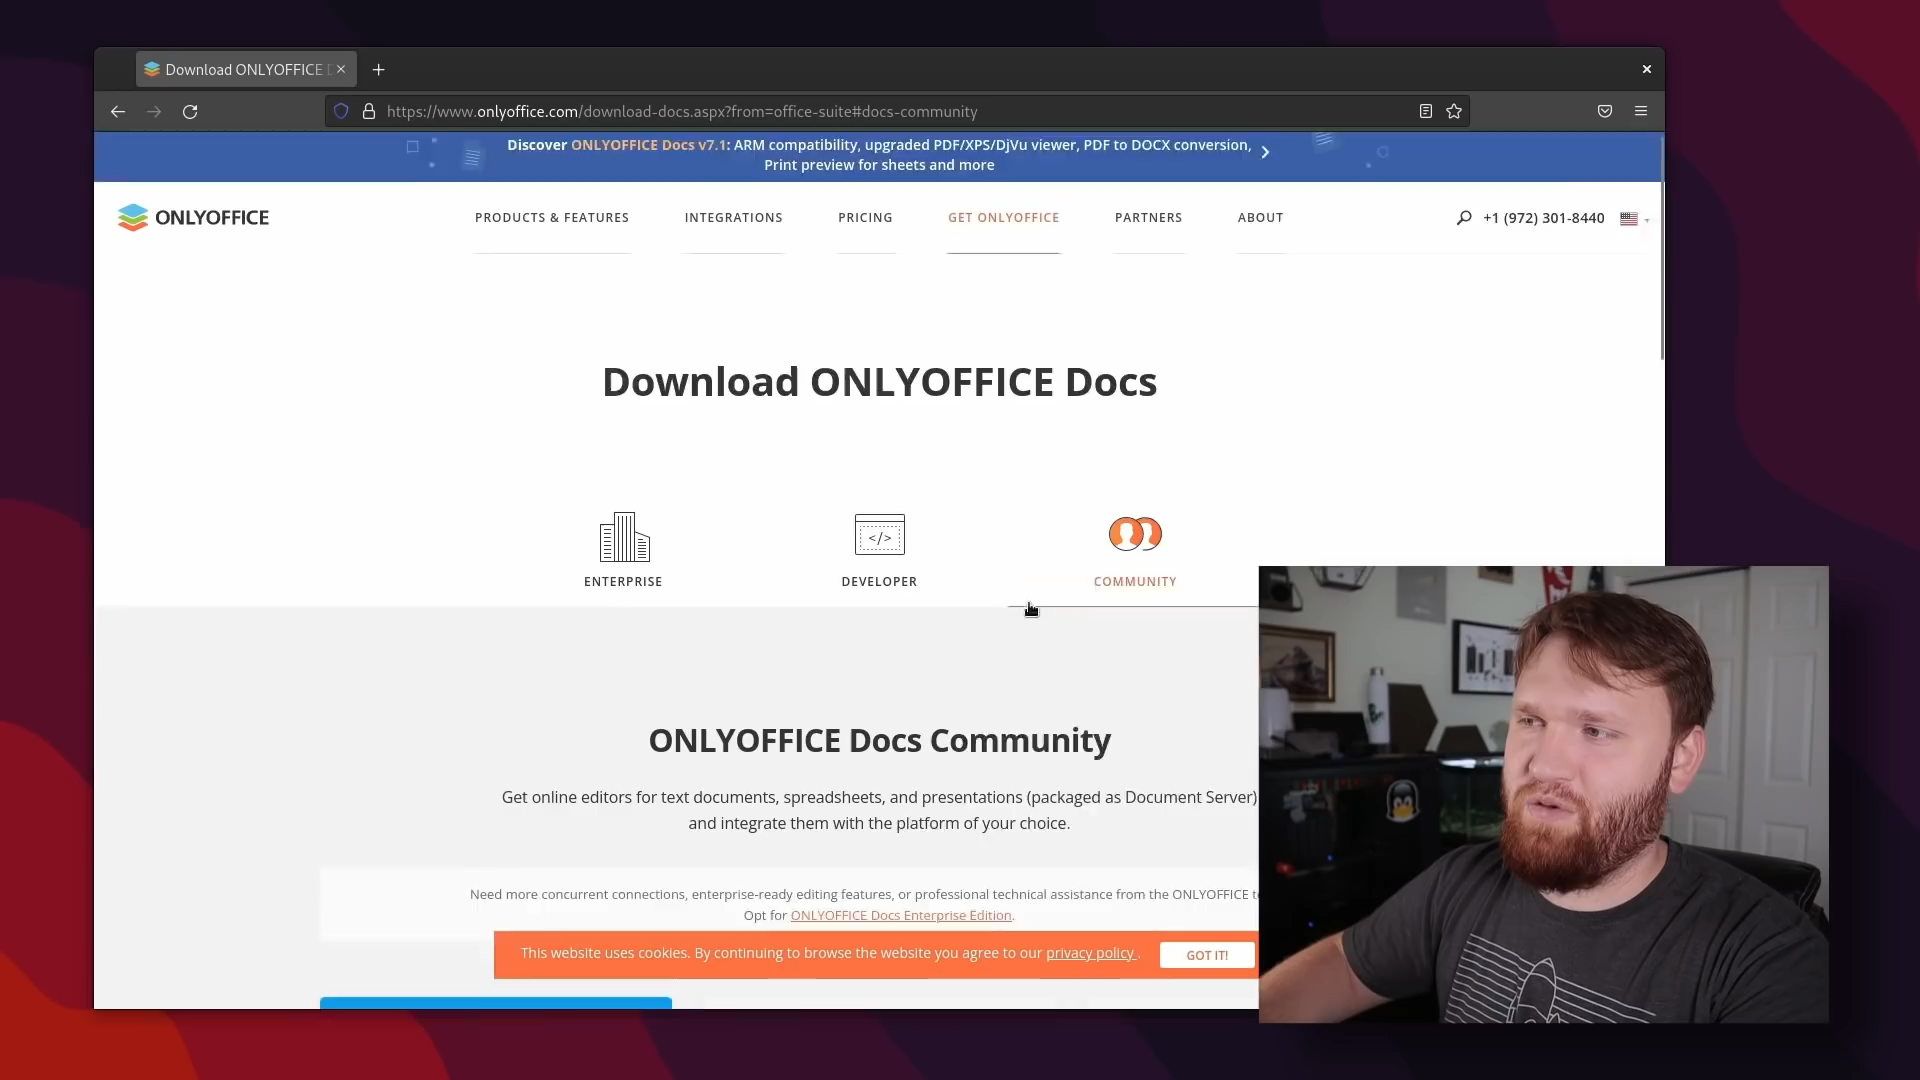 Download ONLYOFFICE D
https://www.onlyoffice.com/download-docs.aspx?from=office-suite#docs-community
Discover ONLYOFFICE Docs v7.1: ARM compatibility, upgraded PDF/XPS/DjVu viewer, PDF to DOCX conversion,
Print preview for sheets and more
ONLYOFFICE
PRODUCTS & FEATURES
INTEGRATIONS
PRICING
GET ONLYOFFICE
PARTNERS
ABOUT
+1 (972) 301-8440
Download ONLYOFFICE Docs
</>
ENTERPRISE
DEVELOPER
COMMUNITY
ONLYOFFICE Docs Community
Get online editors for text documents, spreadsheets, and presentations (packaged as Document Server)
and integrate them with the platform of your choice.
Need more concurrent connections, enterprise-ready editing features, or professional technical assistance from the ONLYOFFICE
Opt for ONLYOFFICE Docs Enterprise Edition.
This website uses cookies. By continuing to browse the website you agree to our privacy policy .
GOT IT!